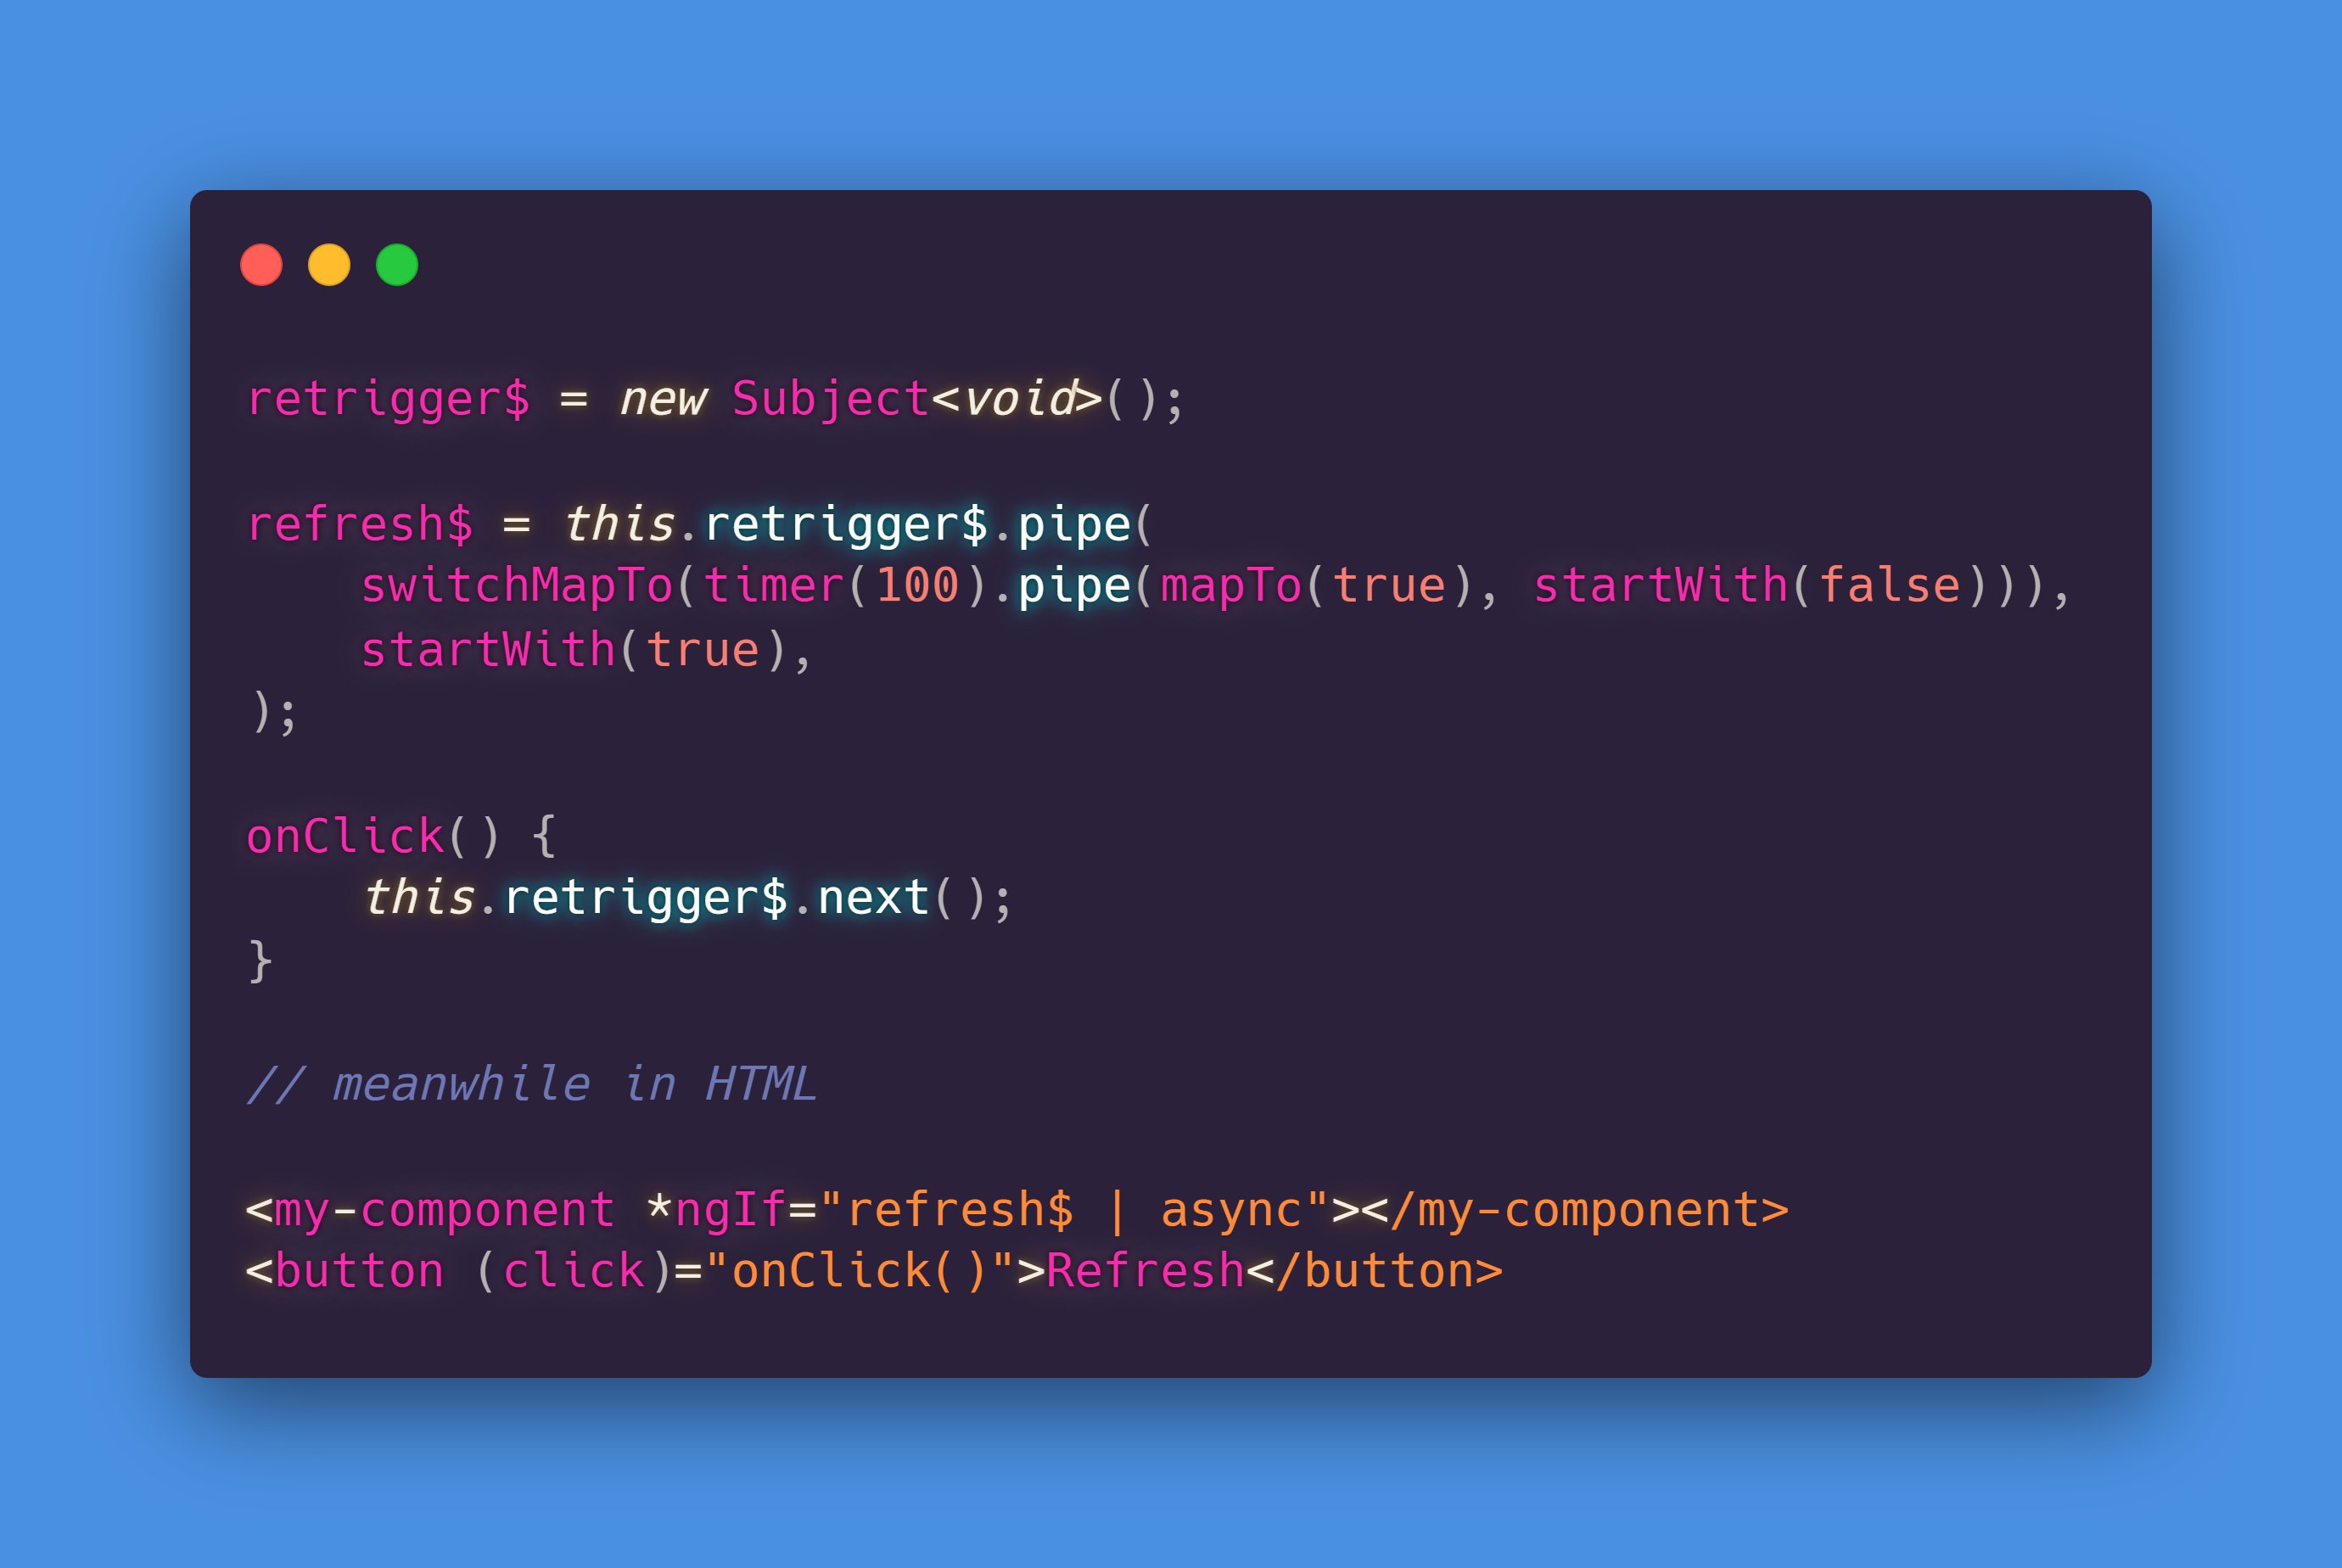 retrigger$ = new Subject<void>();
refresh$ = this.retrigger$.pipe(
    switchMapTo(timer(100).pipe(mapTo(true), startWith(false))),
    startWith(true),
);
onClick() {
    this.retrigger$.next();
}
// meanwhile in HTML
<my-component *ngIf="refresh$ | async"></my-component>
<button (click)="onClick()">Refresh</button>